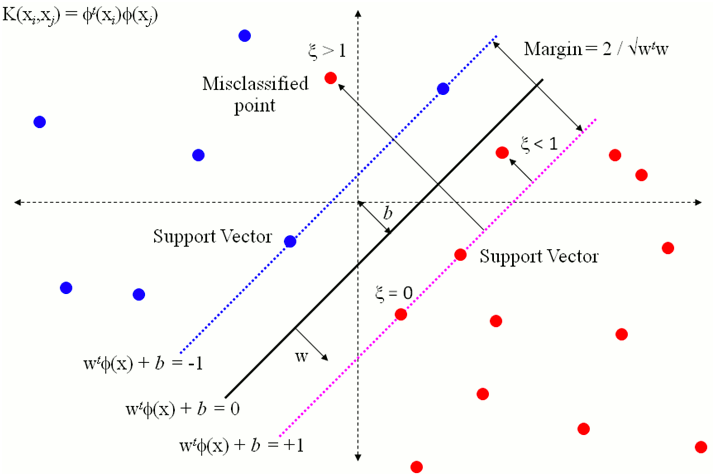 K(xᵢ,xⱼ) = ϕᵗ(xᵢ)ϕ(xⱼ)
ξ > 1
Margin = 2 / √wᵗw
Misclassified
point
ξ < 1
b
Support Vector
Support Vector
ξ = 0
w
wᵗϕ(x) + b = -1
wᵗϕ(x) + b = 0
wᵗϕ(x) + b = +1